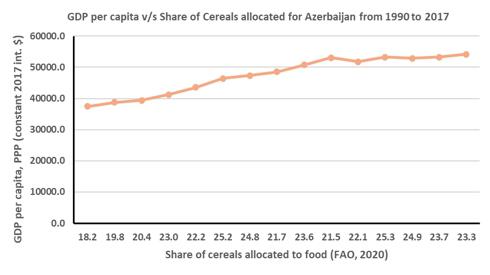 GDP per capita v/s Share of Cereals allocated for Azerbaijan from 1990 to 2017
GDP per capita, PPP (constant 2017 int. $)
60000.0
50000.0
40000.0
30000.0
20000.0
10000.0
0.0
18.2 19.8 20.4 23.0 22.2 25.2 24.8 21.7 23.6 21.5 22.1 25.3 24.9 23.7 23.3
Share of cereals allocated to food (FAO, 2020)